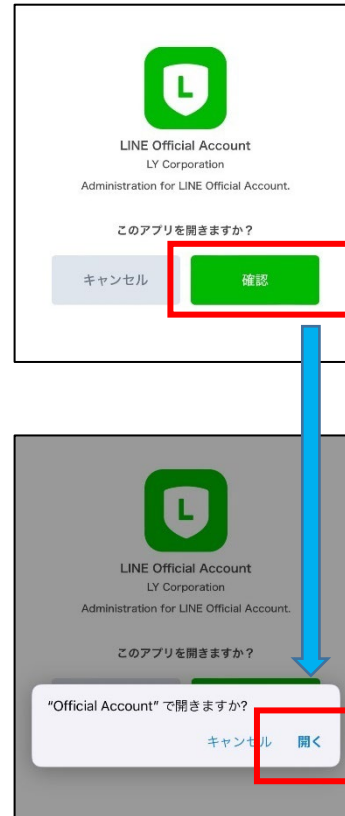 L
LINE Official Account
LY Corporation
Administration for LINE Official Account.
このアプリを開きますか？
キャンセル 確認
L
LINE Official Account
LY Corporation
Administration for LINE Official Account.
このアプリを開きますか？
"Official Account" で開きますか?
キャンセル 開く